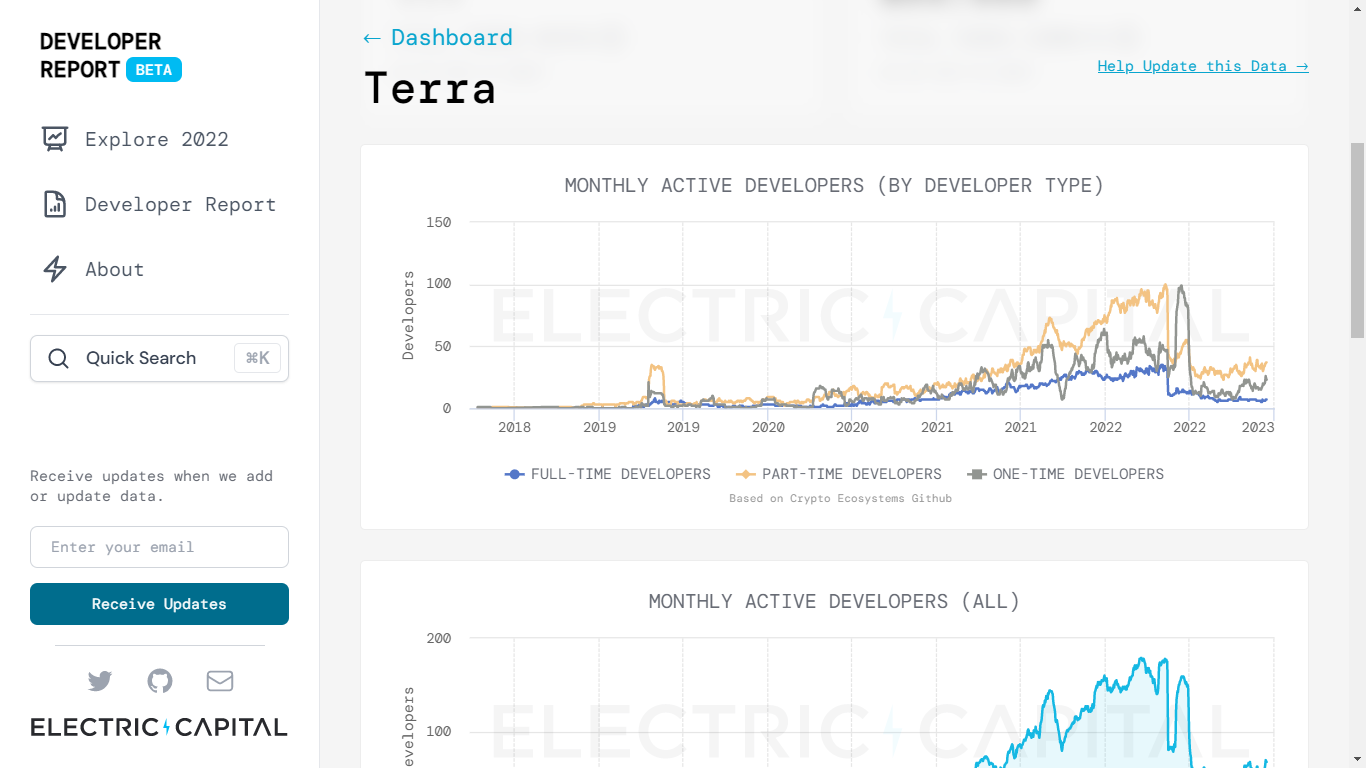 DEVELOPER
REPORT BETA
Explore 2022
Developer Report
About
Quick Search ⌘K
Receive updates when we add
or update data.
Enter your email
Receive Updates
ELECTRIC CAPITAL
← Dashboard
Terra
Help Update this Data →
MONTHLY ACTIVE DEVELOPERS (BY DEVELOPER TYPE)
150
100
50
0
Developers
ELECTRIC CAPITAL
2018 2019 2019 2020 2020 2021 2021 2022 2022 2023
FULL-TIME DEVELOPERS PART-TIME DEVELOPERS ONE-TIME DEVELOPERS
Based on Crypto Ecosystems Github
MONTHLY ACTIVE DEVELOPERS (ALL)
200
100
evelopers
ELECTRIC CAPITAL